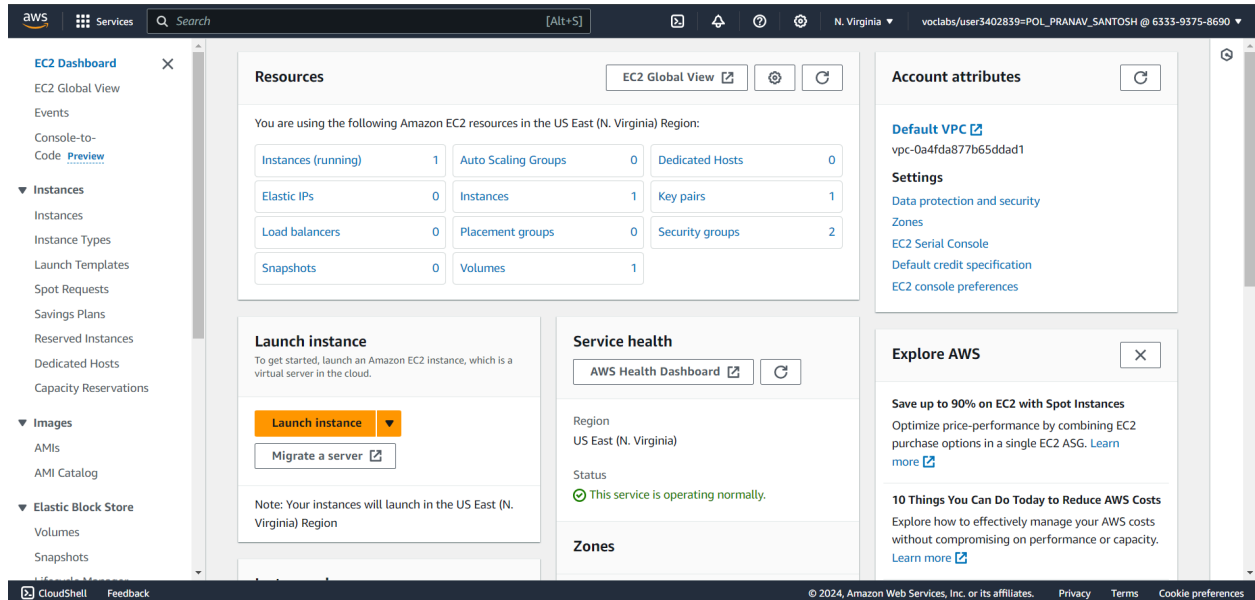 aws
Services
Search
[Alt+S]
N. Virginia
voclabs/user3402839=POL_PRANAV_SANTOSH @ 6333-9375-8690
EC2 Dashboard
EC2 Global View
Events
Console-to-
Code Preview
Instances
Instances
Instance Types
Launch Templates
Spot Requests
Savings Plans
Reserved Instances
Dedicated Hosts
Capacity Reservations
Images
AMIs
AMI Catalog
Elastic Block Store
Volumes
Snapshots
Lifecycle Manager
Resources
EC2 Global View
You are using the following Amazon EC2 resources in the US East (N. Virginia) Region:
Instances (running) 1 Auto Scaling Groups 0 Dedicated Hosts 0
Elastic IPs 0 Instances 1 Key pairs 1
Load balancers 0 Placement groups 0 Security groups 2
Snapshots 0 Volumes 1
Launch instance
To get started, launch an Amazon EC2 instance, which is a
virtual server in the cloud.
Launch instance
Migrate a server
Note: Your instances will launch in the US East (N.
Virginia) Region
Service health
AWS Health Dashboard
Region
US East (N. Virginia)
Status
This service is operating normally.
Zones
Account attributes
Default VPC
vpc-0a4fda877b65ddad1
Settings
Data protection and security
Zones
EC2 Serial Console
Default credit specification
EC2 console preferences
Explore AWS
Save up to 90% on EC2 with Spot Instances
Optimize price-performance by combining EC2
purchase options in a single EC2 ASG. Learn
more
10 Things You Can Do Today to Reduce AWS Costs
Explore how to effectively manage your AWS costs
without compromising on performance or capacity.
Learn more
CloudShell
Feedback
© 2024, Amazon Web Services, Inc. or its affiliates.
Privacy
Terms
Cookie preferences